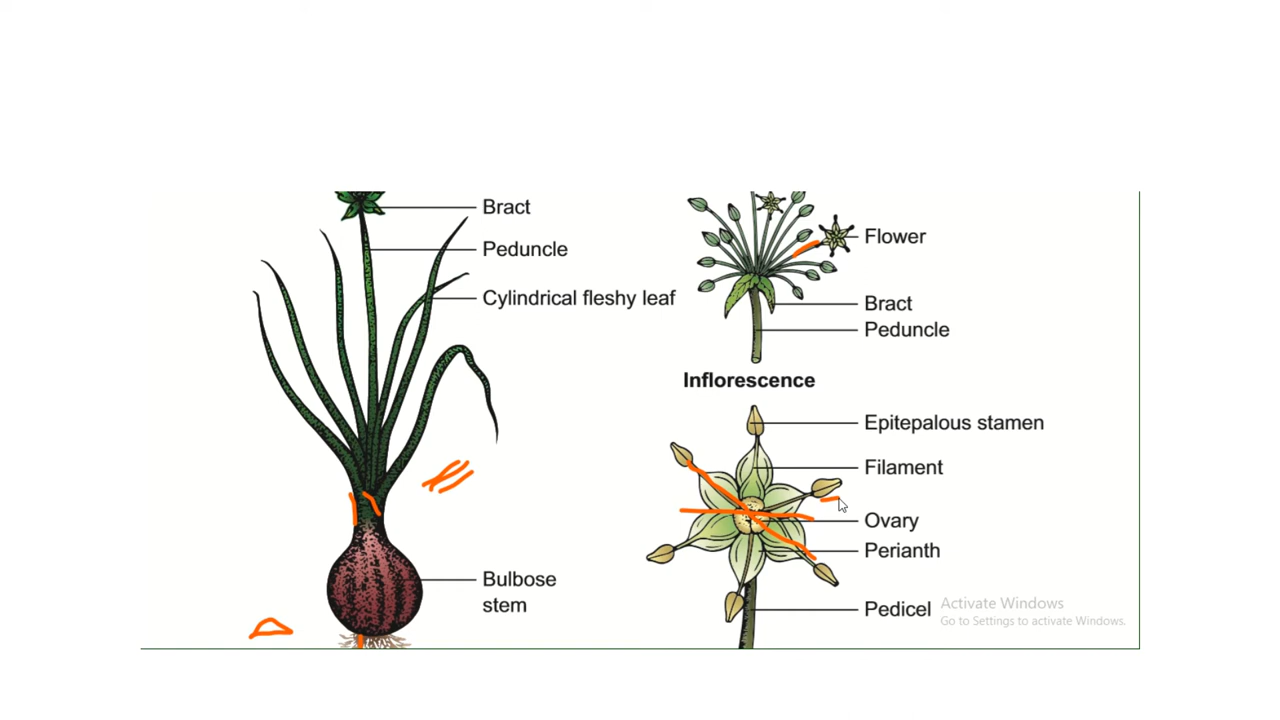 Bract
Peduncle
Cylindrical fleshy leaf
Bulbose
stem
Flower
Bract
Peduncle
Inflorescence
Epitepalous stamen
Filament
Ovary
Perianth
Pedicel
Activate Windows
Go to Settings to activate Windows.